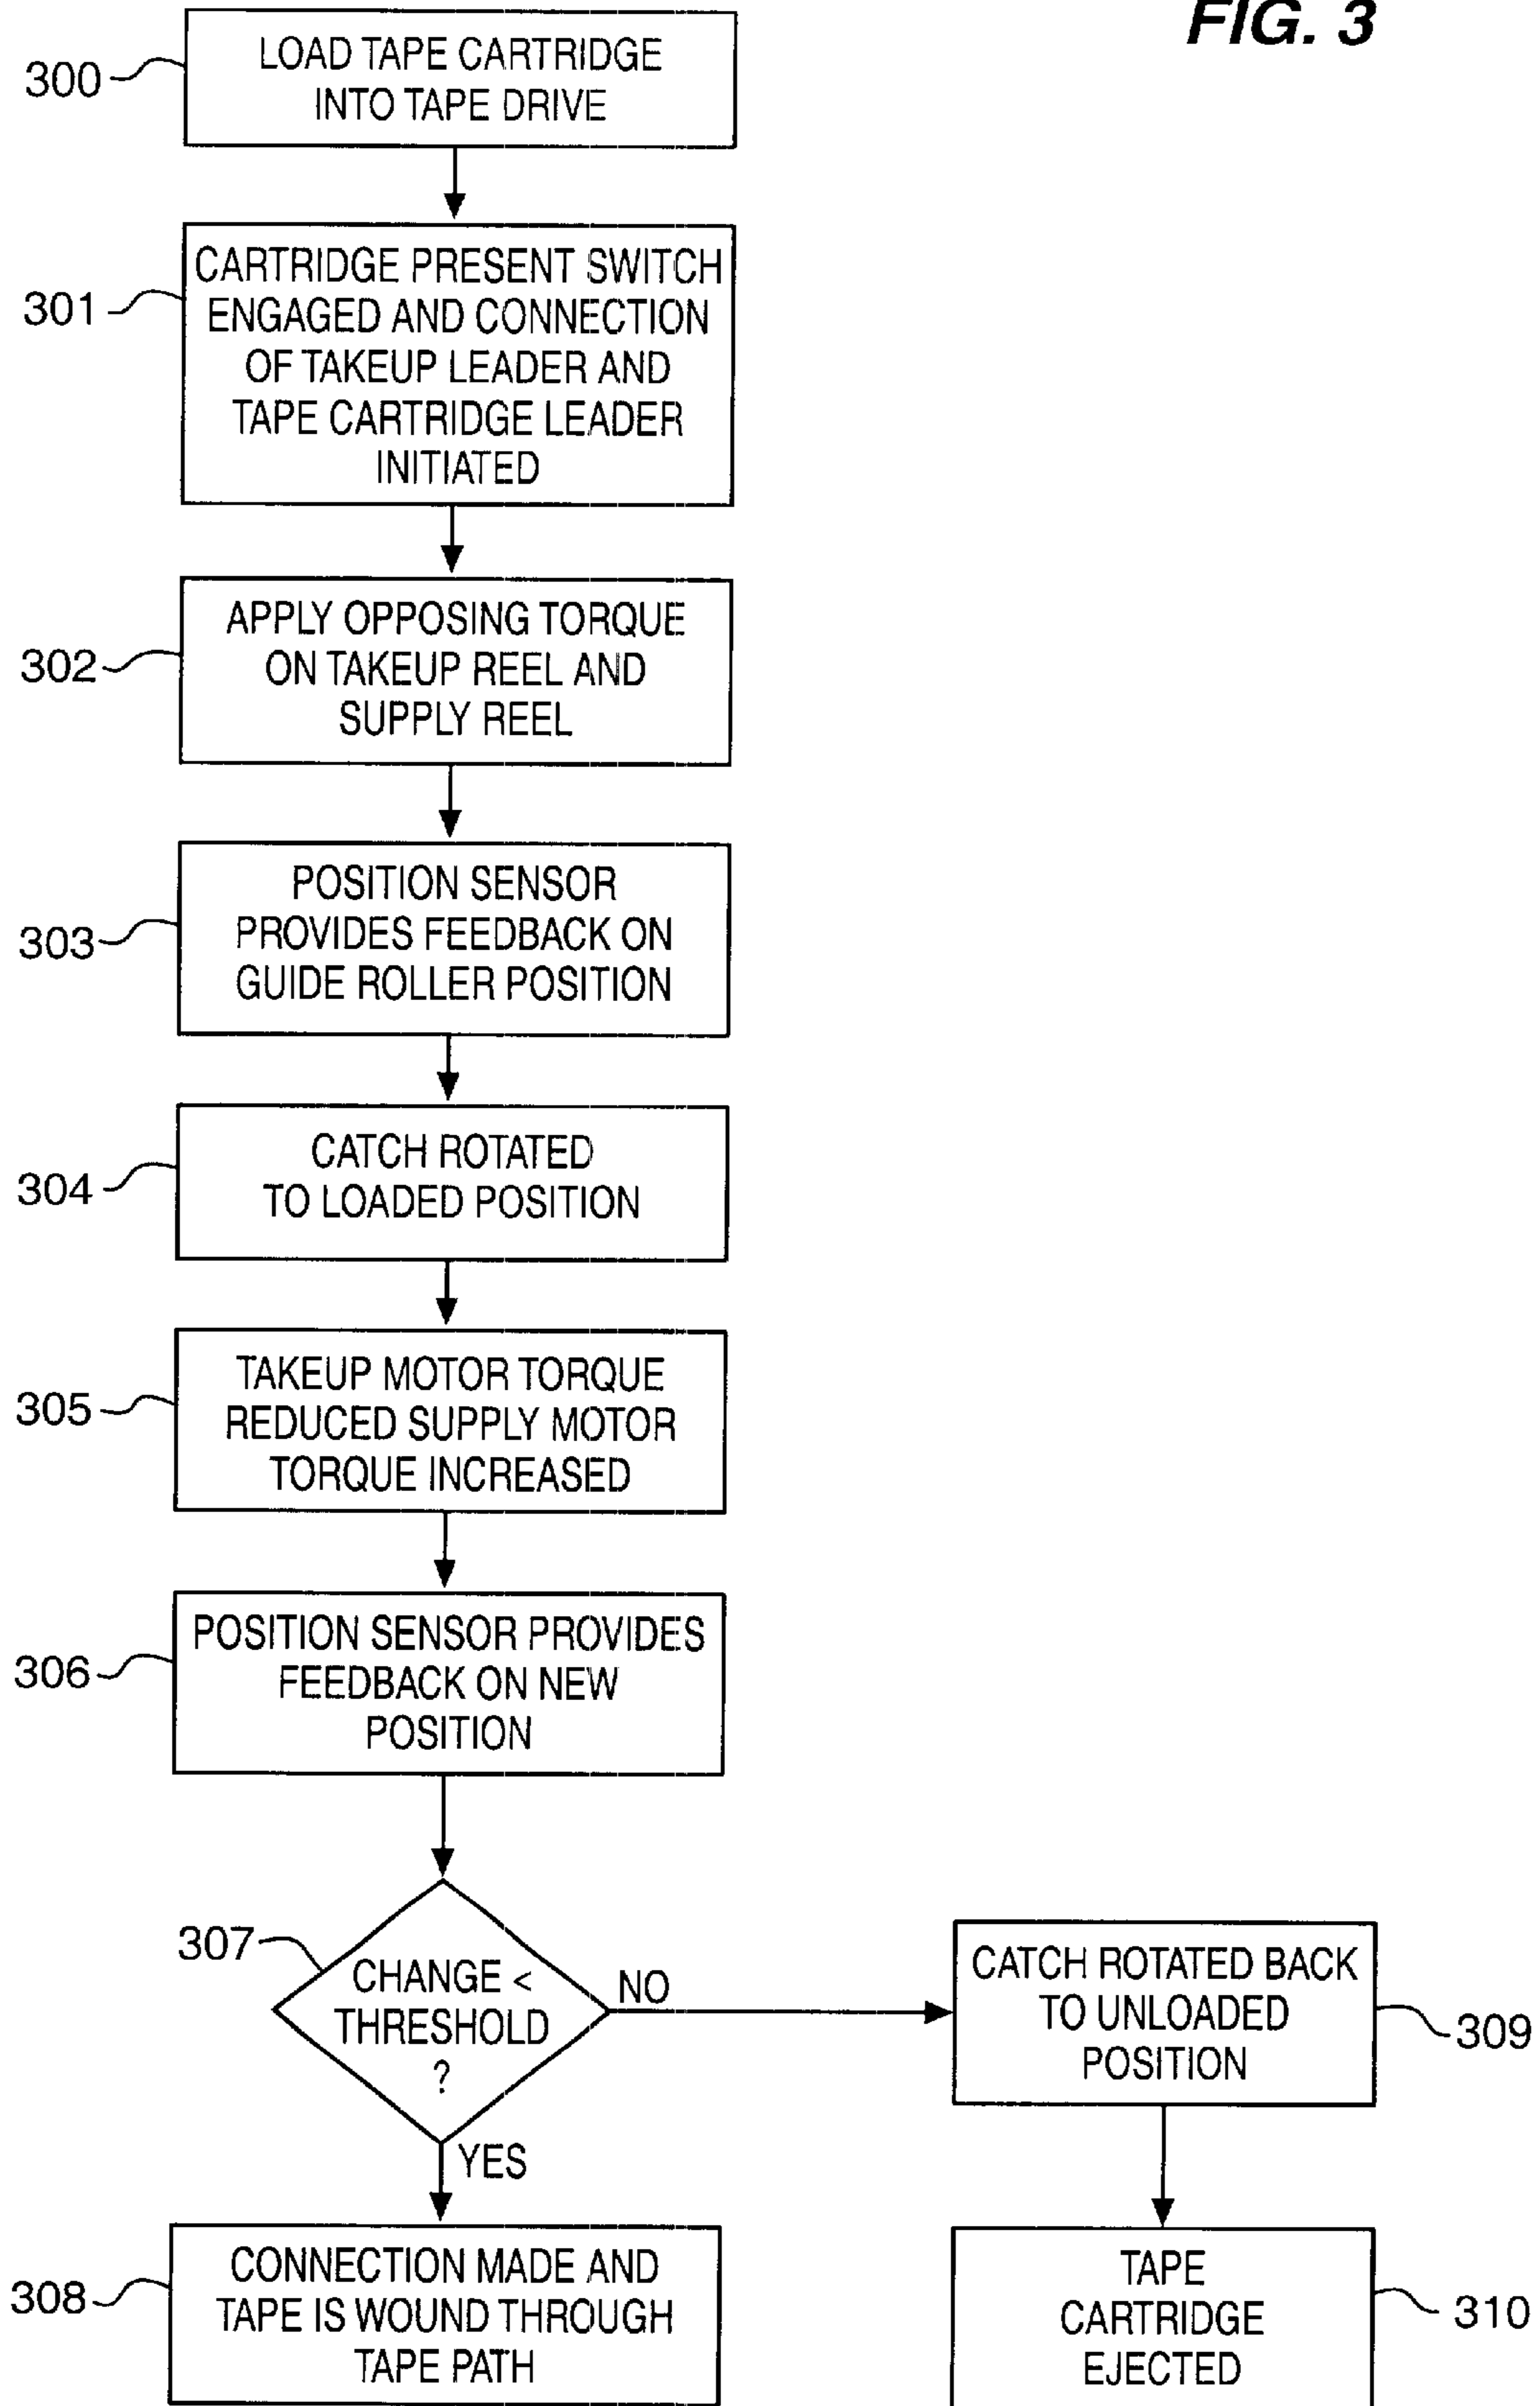 FIG. 3
300
LOAD TAPE CARTRIDGE
INTO TAPE DRIVE
301
CARTRIDGE PRESENT SWITCH
ENGAGED AND CONNECTION
OF TAKEUP LEADER AND
TAPE CARTRIDGE LEADER
INITIATED
302
APPLY OPPOSING TORQUE
ON TAKEUP REEL AND
SUPPLY REEL
303
POSITION SENSOR
PROVIDES FEEDBACK ON
GUIDE ROLLER POSITION
304
CATCH ROTATED
TO LOADED POSITION
305
TAKEUP MOTOR TORQUE
REDUCED SUPPLY MOTOR
TORQUE INCREASED
306
POSITION SENSOR PROVIDES
FEEDBACK ON NEW
POSITION
307
CHANGE <
THRESHOLD
?
NO
YES
CATCH ROTATED BACK
TO UNLOADED
POSITION
309
308
CONNECTION MADE AND
TAPE IS WOUND THROUGH
TAPE PATH
TAPE
CARTRIDGE
EJECTED
310